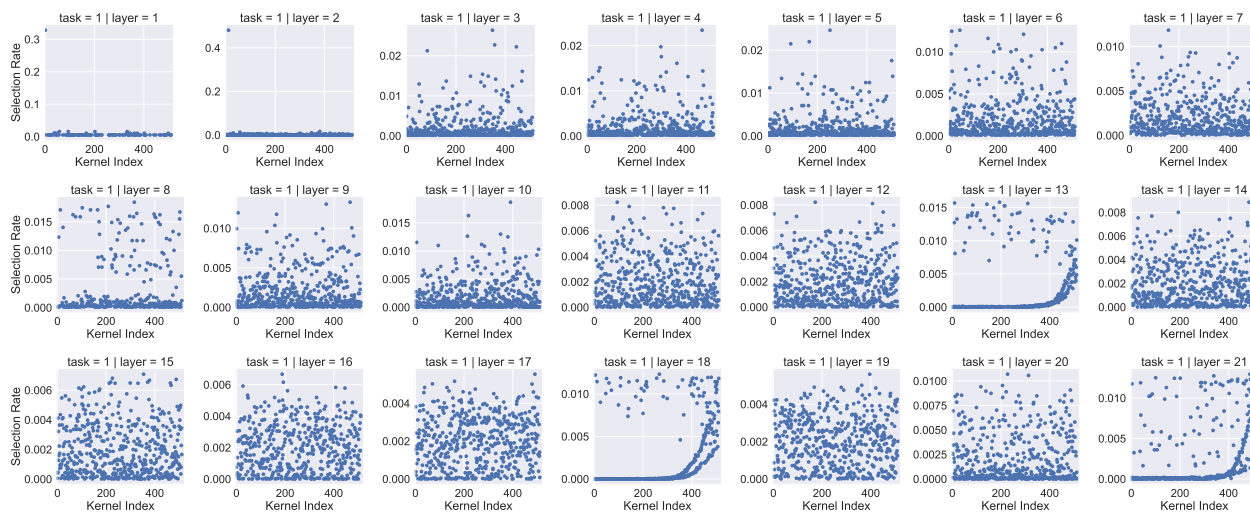 task = 1 | layer = 1
task = 1 | layer = 2
task = 1 | layer = 3
task = 1 | layer = 4
task = 1 | layer = 5
task = 1 | layer = 6
task = 1 | layer = 7
Selection Rate
0.3
0.2
0.1
0.0
0.4
0.2
0.0
0.02
0.01
0.00
0.02
0.01
0.00
0.02
0.01
0.00
0.010
0.005
0.000
0.010
0.005
0.000
0 200 400
0 200 400
0 200 400
0 200 400
0 200 400
0 200 400
0 200 400
Kernel Index
Kernel Index
Kernel Index
Kernel Index
Kernel Index
Kernel Index
Kernel Index
task = 1 | layer = 8
task = 1 | layer = 9
task = 1 | layer = 10
task = 1 | layer = 11
task = 1 | layer = 12
task = 1 | layer = 13
task = 1 | layer = 14
Selection Rate
0.015
0.010
0.005
0.000
0.010
0.005
0.000
0.015
0.010
0.005
0.000
0.008
0.006
0.004
0.002
0.000
0.008
0.006
0.004
0.002
0.000
0.015
0.010
0.005
0.000
0.008
0.006
0.004
0.002
0.000
0 200 400
0 200 400
0 200 400
0 200 400
0 200 400
0 200 400
0 200 400
Kernel Index
Kernel Index
Kernel Index
Kernel Index
Kernel Index
Kernel Index
Kernel Index
task = 1 | layer = 15
task = 1 | layer = 16
task = 1 | layer = 17
task = 1 | layer = 18
task = 1 | layer = 19
task = 1 | layer = 20
task = 1 | layer = 21
Selection Rate
0.006
0.004
0.002
0.000
0.006
0.004
0.002
0.000
0.004
0.002
0.000
0.010
0.005
0.000
0.004
0.002
0.000
0.0100
0.0075
0.0050
0.0025
0.0000
0.010
0.005
0.000
0 200 400
0 200 400
0 200 400
0 200 400
0 200 400
0 200 400
0 200 400
Kernel Index
Kernel Index
Kernel Index
Kernel Index
Kernel Index
Kernel Index
Kernel Index